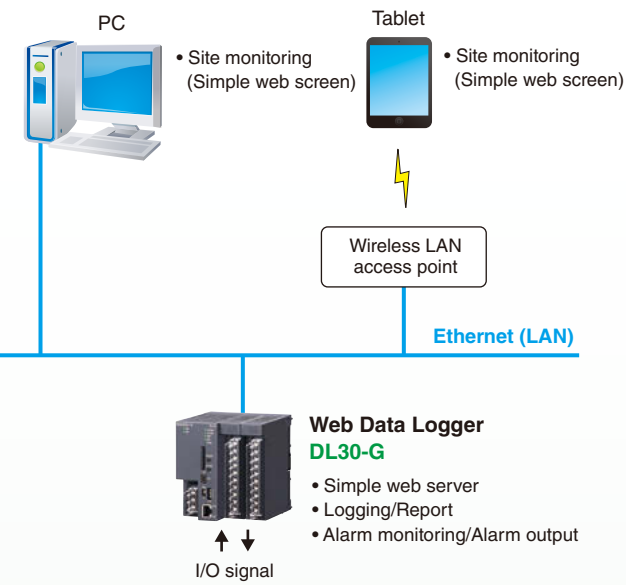 PC
• Site monitoring
(Simple web screen)
Tablet
• Site monitoring
(Simple web screen)
Wireless LAN
access point
Ethernet (LAN)
Web Data Logger
DL30-G
• Simple web server
• Logging/Report
• Alarm monitoring/Alarm output
I/O signal